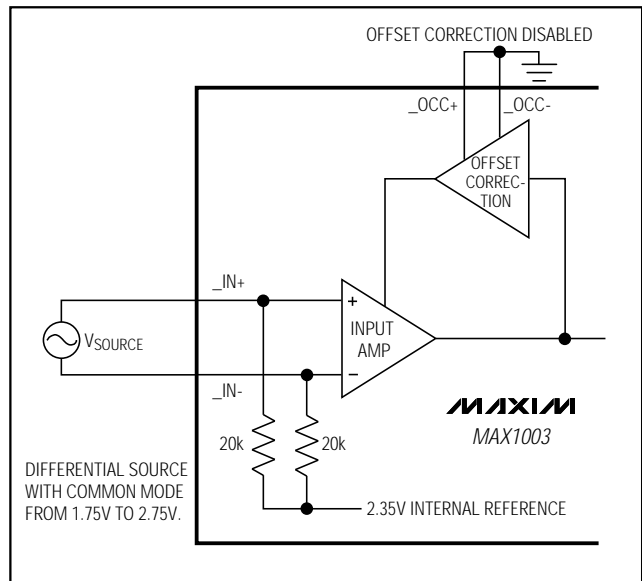 OFFSET CORRECTION DISABLED
_OCC+
_OCC-
OFFSET
CORREC-
TION
_IN+
+
INPUT
AMP
VSOURCE
_IN-
−
MAXIM
MAX1003
20k
20k
DIFFERENTIAL SOURCE
WITH COMMON MODE
FROM 1.75V TO 2.75V.
2.35V INTERNAL REFERENCE